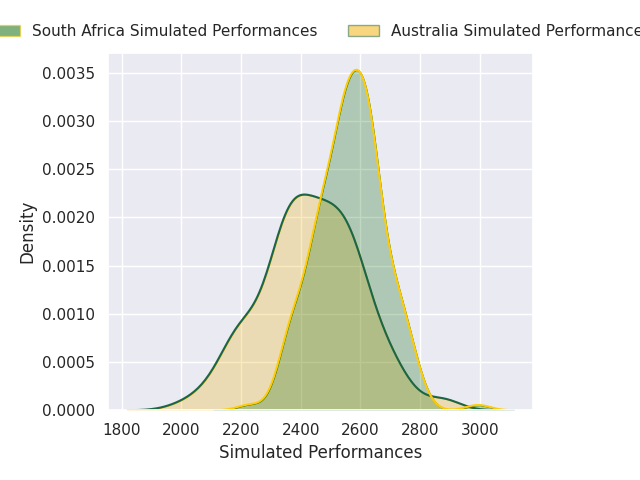 South Africa Simulated Performances
Australia Simulated Performance
0.0035
0.0030
0.0025
0.0020
0.0015
0.0010
0.0005
0.0000
Density
1800 2000 2200 2400 2600 2800 3000
Simulated Performances